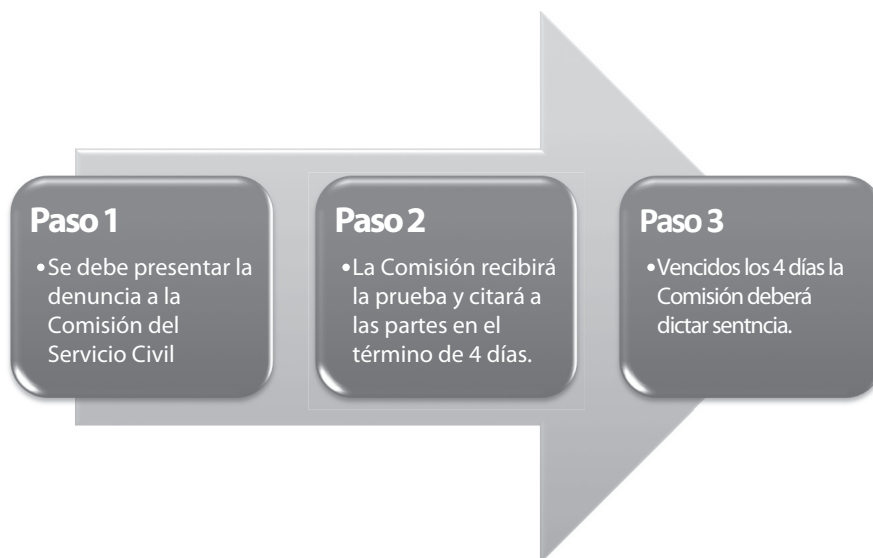 Paso 1
•Se debe presentar la
denuncia a la
Comisión del
Servicio Civil
Paso 2
•La Comisión recibirá
la prueba y citará a
las partes en el
término de 4 días.
Paso 3
•Vencidos los 4 días la
Comisión deberá
dictar sentncia.